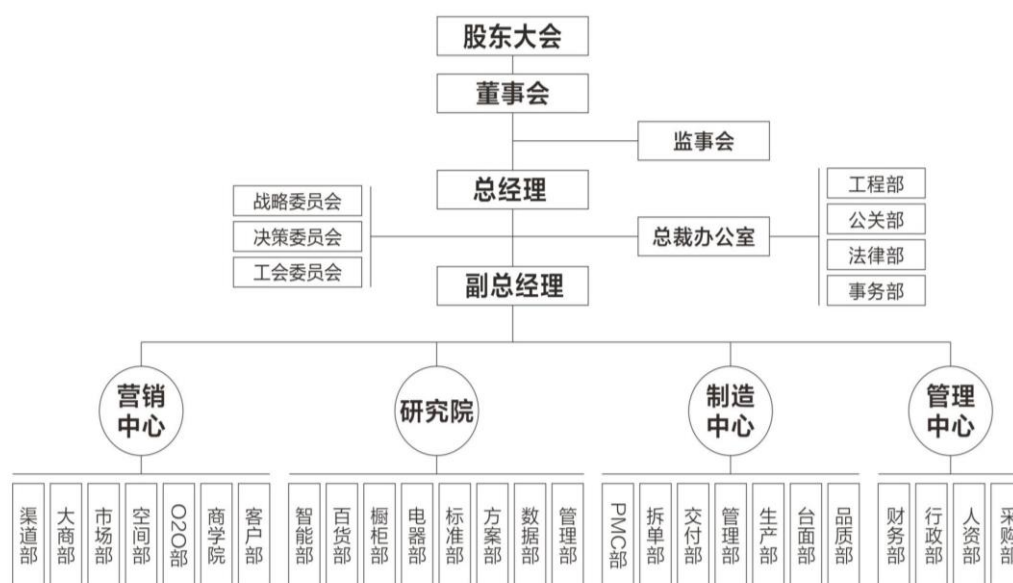 股东大会
董事会
监事会
总经理
战略委员会
决策委员会
工会委员会
总裁办公室
工程部
公关部
法律部
事务部
副总经理
营销
中心
研究院
制造
中心
管理
中心
渠道部
大商部
市场部
空间部
O2O部
商学院
客户部
智能部
百货部
橱柜部
电器部
标准部
方案部
数据部
管理部
PMC部
拆单部
交付部
管理部
生产部
台面部
品质部
财务部
行政部
人资部
采购部